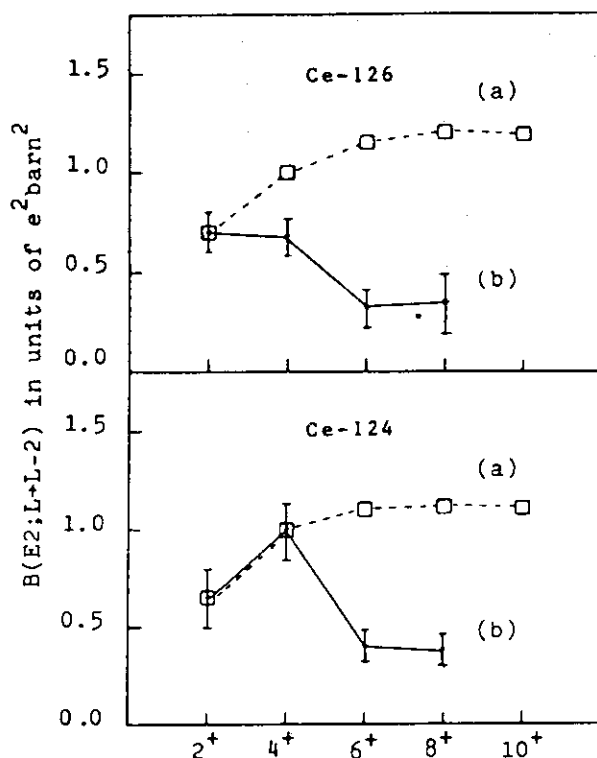 B(E2;L→L-2) in units of e²barn²
1.5
1.0
0.5
0.0
Ce-126
(a)
(b)
1.5
1.0
0.5
0.0
Ce-124
(a)
(b)
2⁺ 4⁺ 6⁺ 8⁺ 10⁺